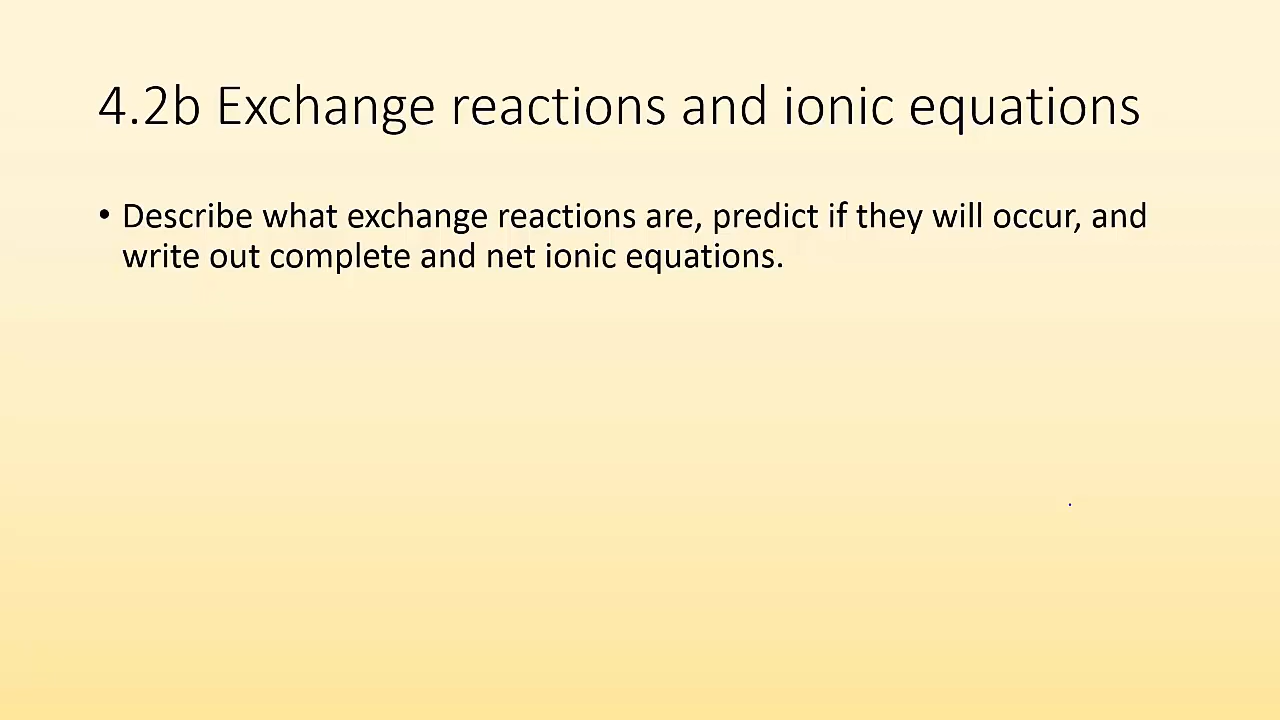 4.2b Exchange reactions and ionic equations
• Describe what exchange reactions are, predict if they will occur, and
write out complete and net ionic equations.